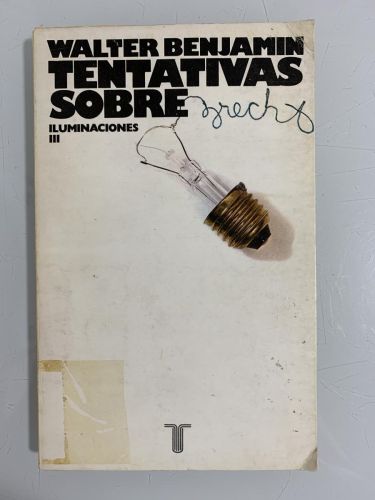 WALTER BENJAMIN
TENTATIVAS
SOBRE Brecht
ILUMINACIONES
III
T